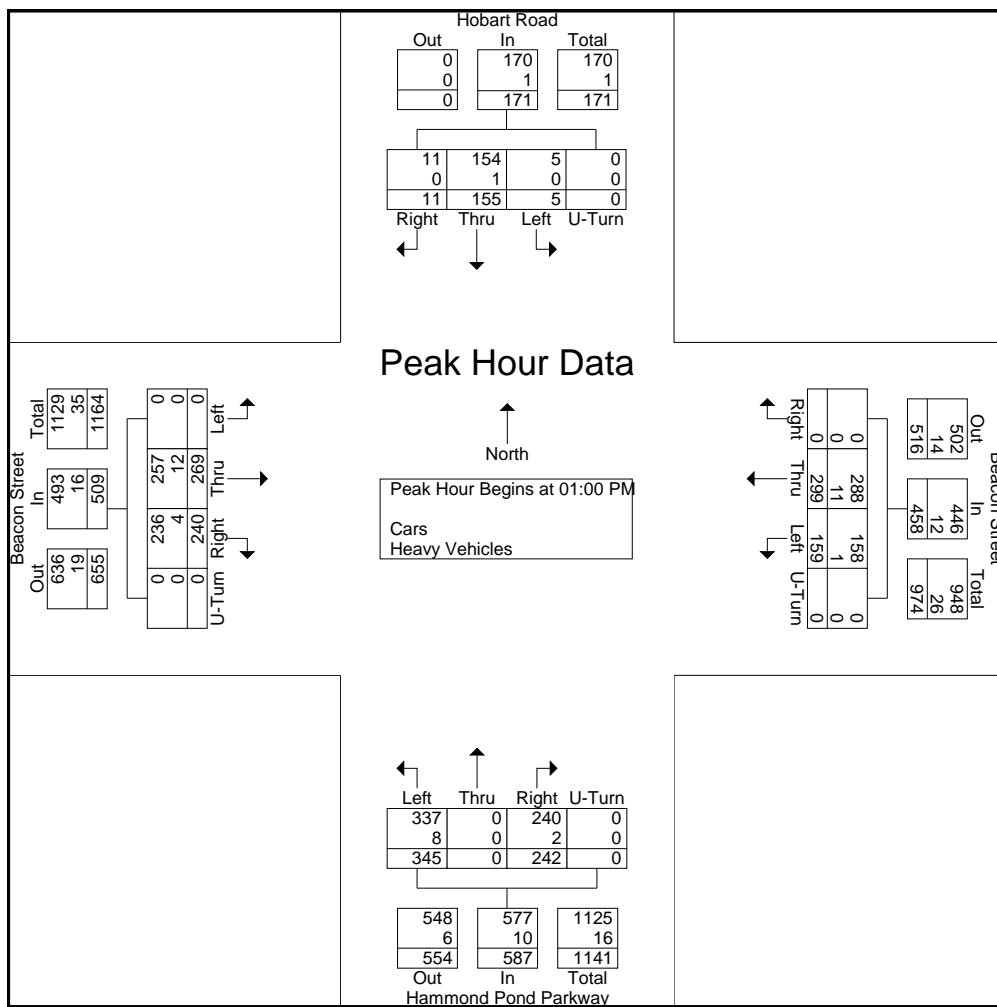 Hobart Road
Out In Total
0 170 170
0 1 1
0 171 171
11 154 5 0
0 1 0 0
11 155 5 0
Right Thru Left U-Turn
Peak Hour Data
North
Peak Hour Begins at 01:00 PM
Cars
Heavy Vehicles
Beacon Street
Out In Total
636 493 1129
19 16 35
655 509 1164
0 236 257 0
0 4 12 0
0 240 269 0
U-Turn Right Thru Left
Beacon Street
Out In Total
502 446 948
14 12 26
516 458 974
0 288 158 0
0 11 1 0
0 299 159 0
Right Thru Left U-Turn
Left Thru Right U-Turn
337 0 240 0
8 0 2 0
345 0 242 0
548 577 1125
6 10 16
554 587 1141
Out In Total
Hammond Pond Parkway